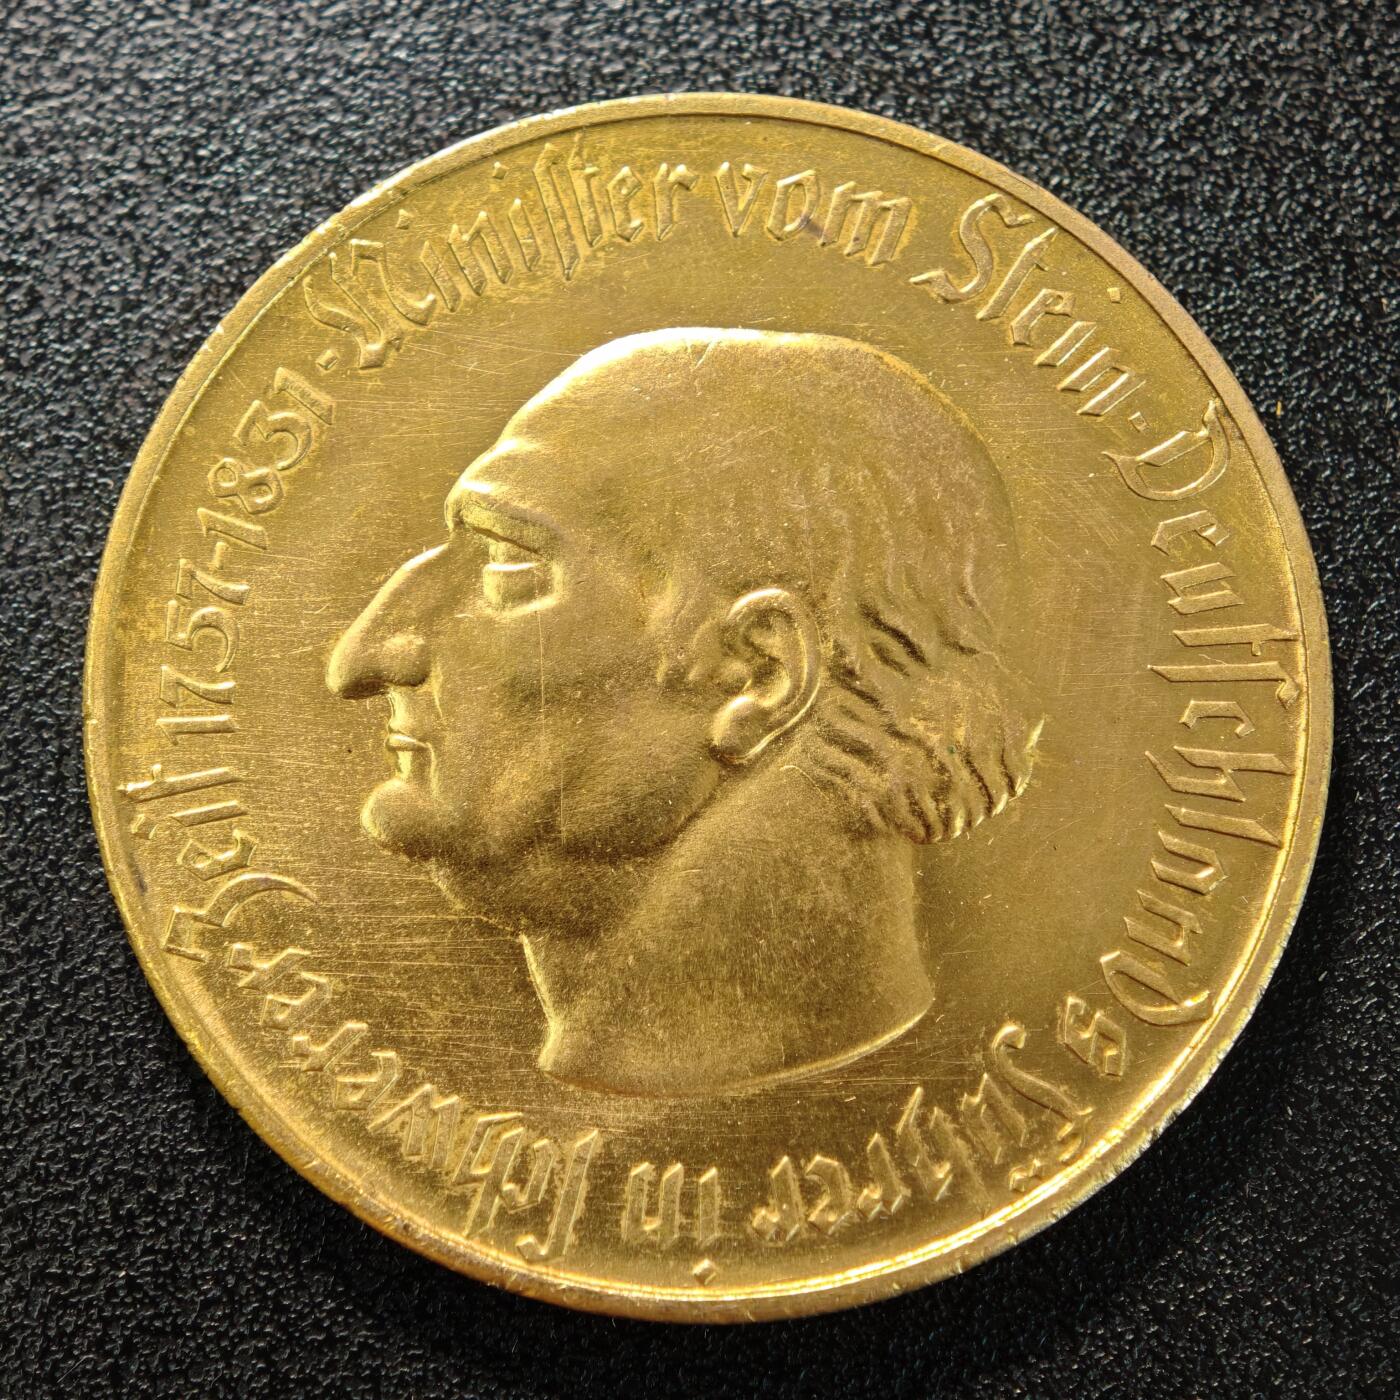 Minister vom Stein · Deutschlands Führer in schwerer Zeit 1757-1831 ·